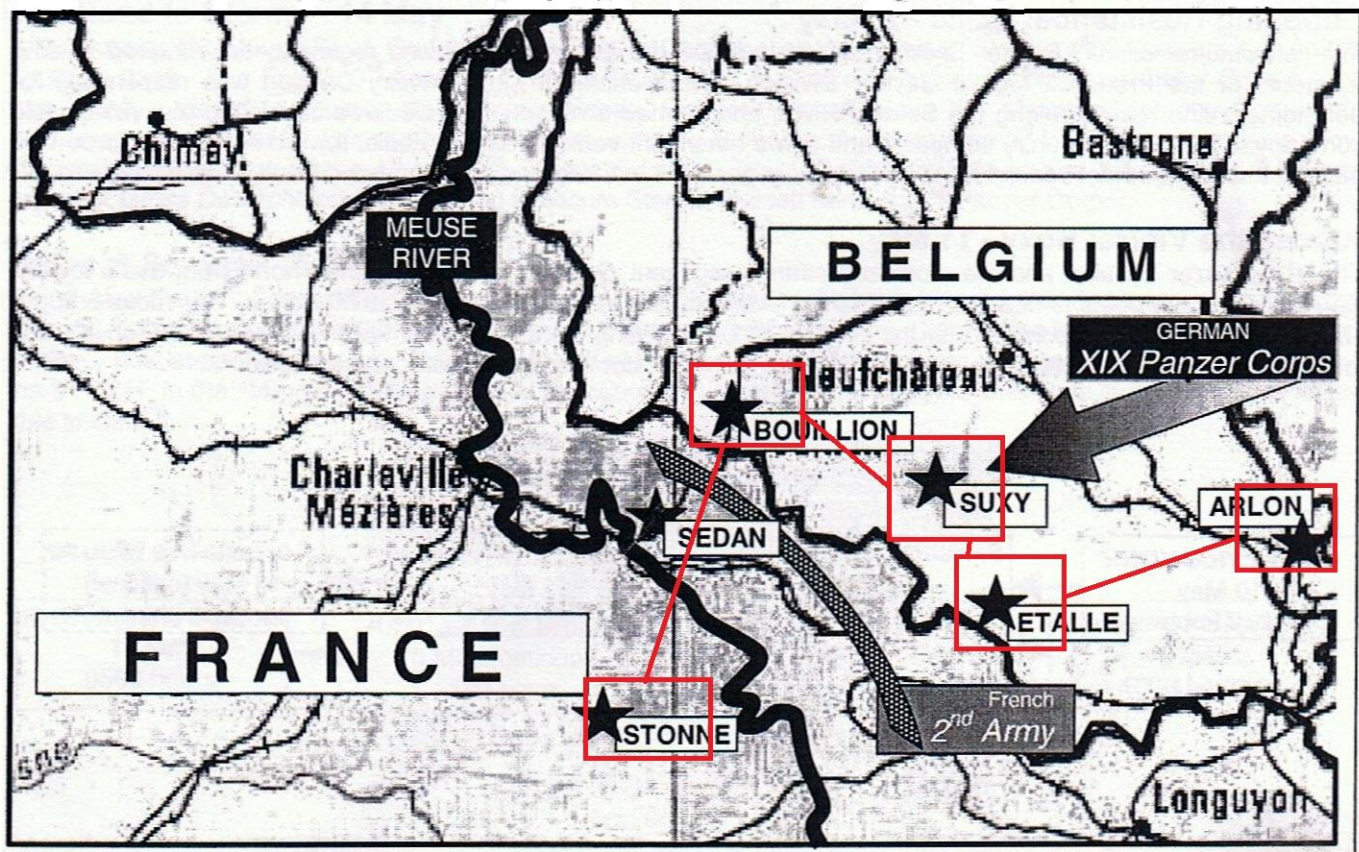 Chimay
Bastogne
MEUSE
RIVER
BELGIUM
GERMAN
XIX Panzer Corps
Neufchâteau
BOUILLION
Charleville
Mézières
SUXY
ARLON
SEDAN
ETALLE
FRANCE
French
2nd Army
STONNE
Longuyon